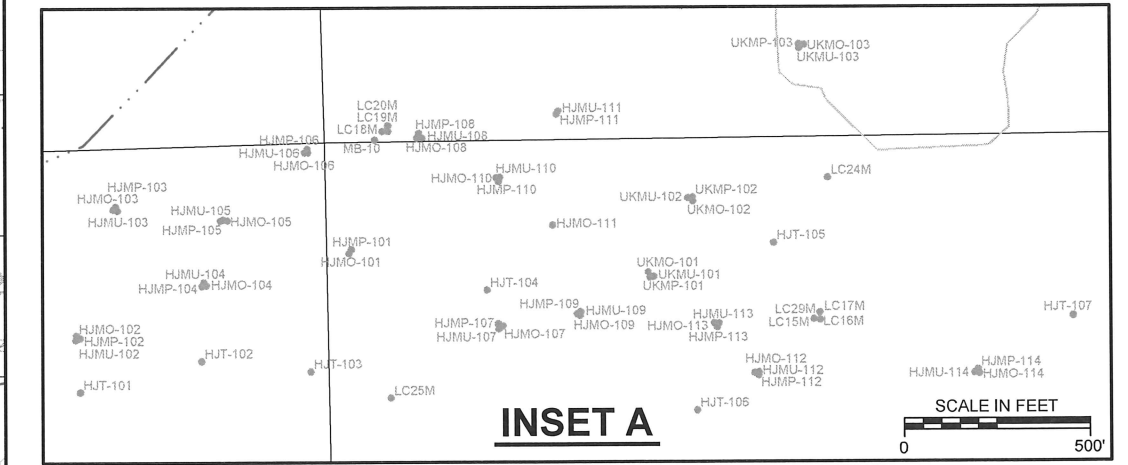 UKMP-103
UKMO-103
UKMU-103
LC20M
LC19M
LC18M
MB-10
HJMP-108
HJMU-108
HJMO-108
HJMU-111
HJMP-111
HJMP-106
HJMU-106
HJMO-106
HJMU-110
HJMO-110
HJMP-110
LC24M
HJMP-103
HJMO-103
HJMU-103
HJMU-105
HJMO-105
HJMP-105
UKMU-102
UKMP-102
UKMO-102
HJMO-111
HJT-105
HJMP-101
HJMO-101
HJMU-104
HJMP-104
HJMO-104
UKMO-101
UKMU-101
UKMP-101
HJT-104
HJMP-109
HJMU-109
HJMO-109
HJMP-107
HJMU-107
HJMO-107
HJMU-113
HJMO-113
HJMP-113
LC29M
LC17M
LC15M
LC16M
HJT-107
HJMO-102
HJMP-102
HJMU-102
HJT-102
HJT-103
HJT-101
LC25M
HJMO-112
HJMU-112
HJMP-112
HJMP-114
HJMU-114
HJMO-114
HJT-106
INSET A
SCALE IN FEET
0
500'